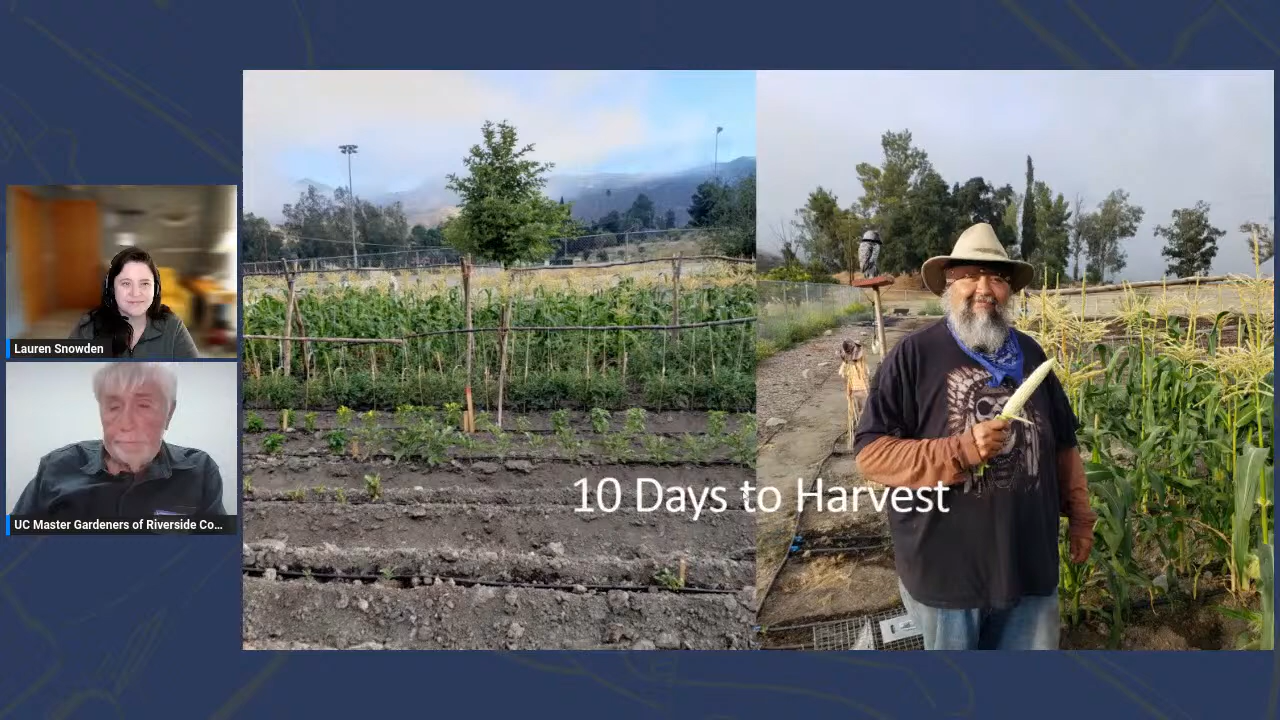 Lauren Snowden
UC Master Gardeners of Riverside Co...
10 Days to Harvest